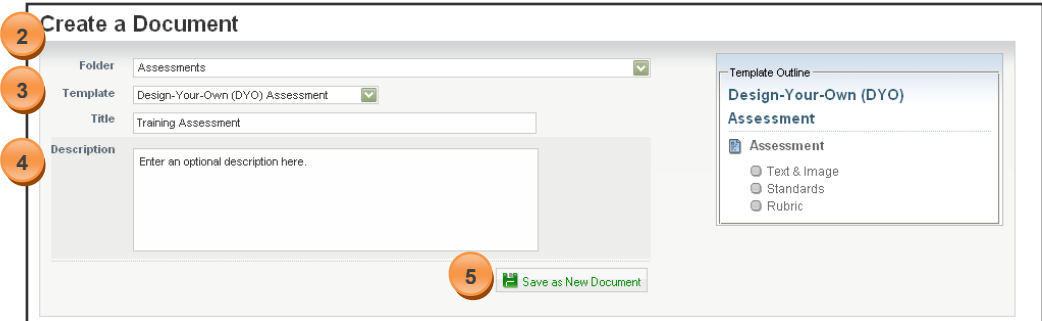 Create a Document
2
Folder
Assessments
3
Template
Design-Your-Own (DYO) Assessment
Title
Training Assessment
4
Description
Enter an optional description here.
5
Save as New Document
Template Outline
Design-Your-Own (DYO)
Assessment
Assessment
Text & Image
Standards
Rubric